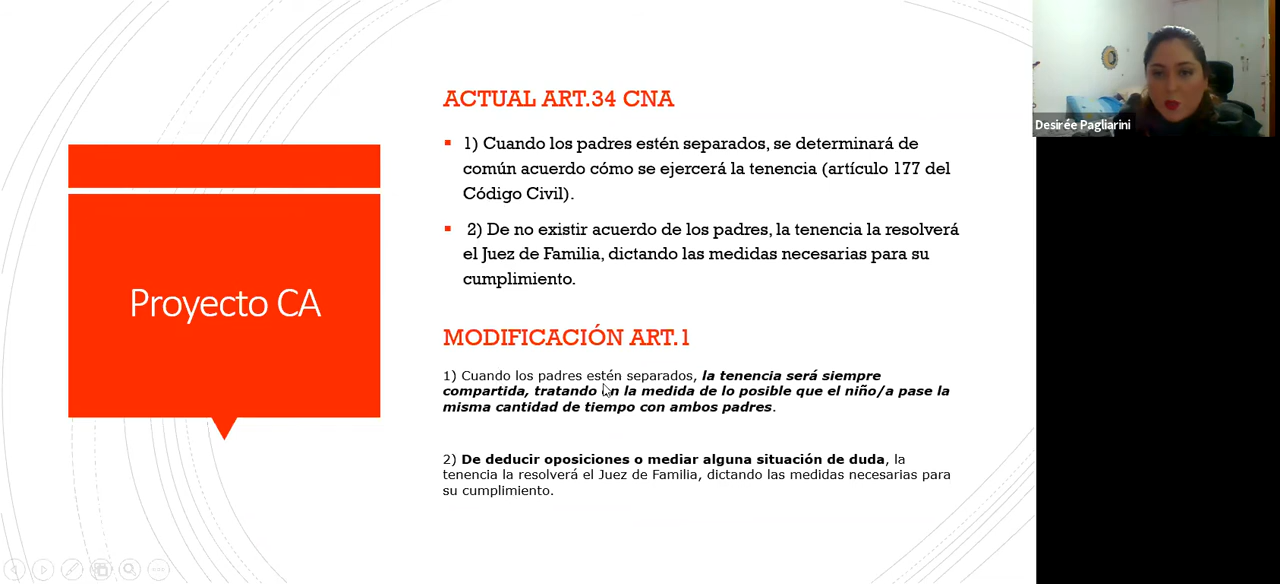 Proyecto CA
ACTUAL ART.34 CNA
1) Cuando los padres estén separados, se determinará de
común acuerdo cómo se ejercerá la tenencia (artículo 177 del
Código Civil).
2) De no existir acuerdo de los padres, la tenencia la resolverá
el Juez de Familia, dictando las medidas necesarias para su
cumplimiento.
MODIFICACIÓN ART.1
1) Cuando los padres estén separados, la tenencia será siempre
compartida, tratando en la medida de lo posible que el niño/a pase la
misma cantidad de tiempo con ambos padres.
2) De deducir oposiciones o mediar alguna situación de duda, la
tenencia la resolverá el Juez de Familia, dictando las medidas necesarias para
su cumplimiento.
Desirée Pagliarini